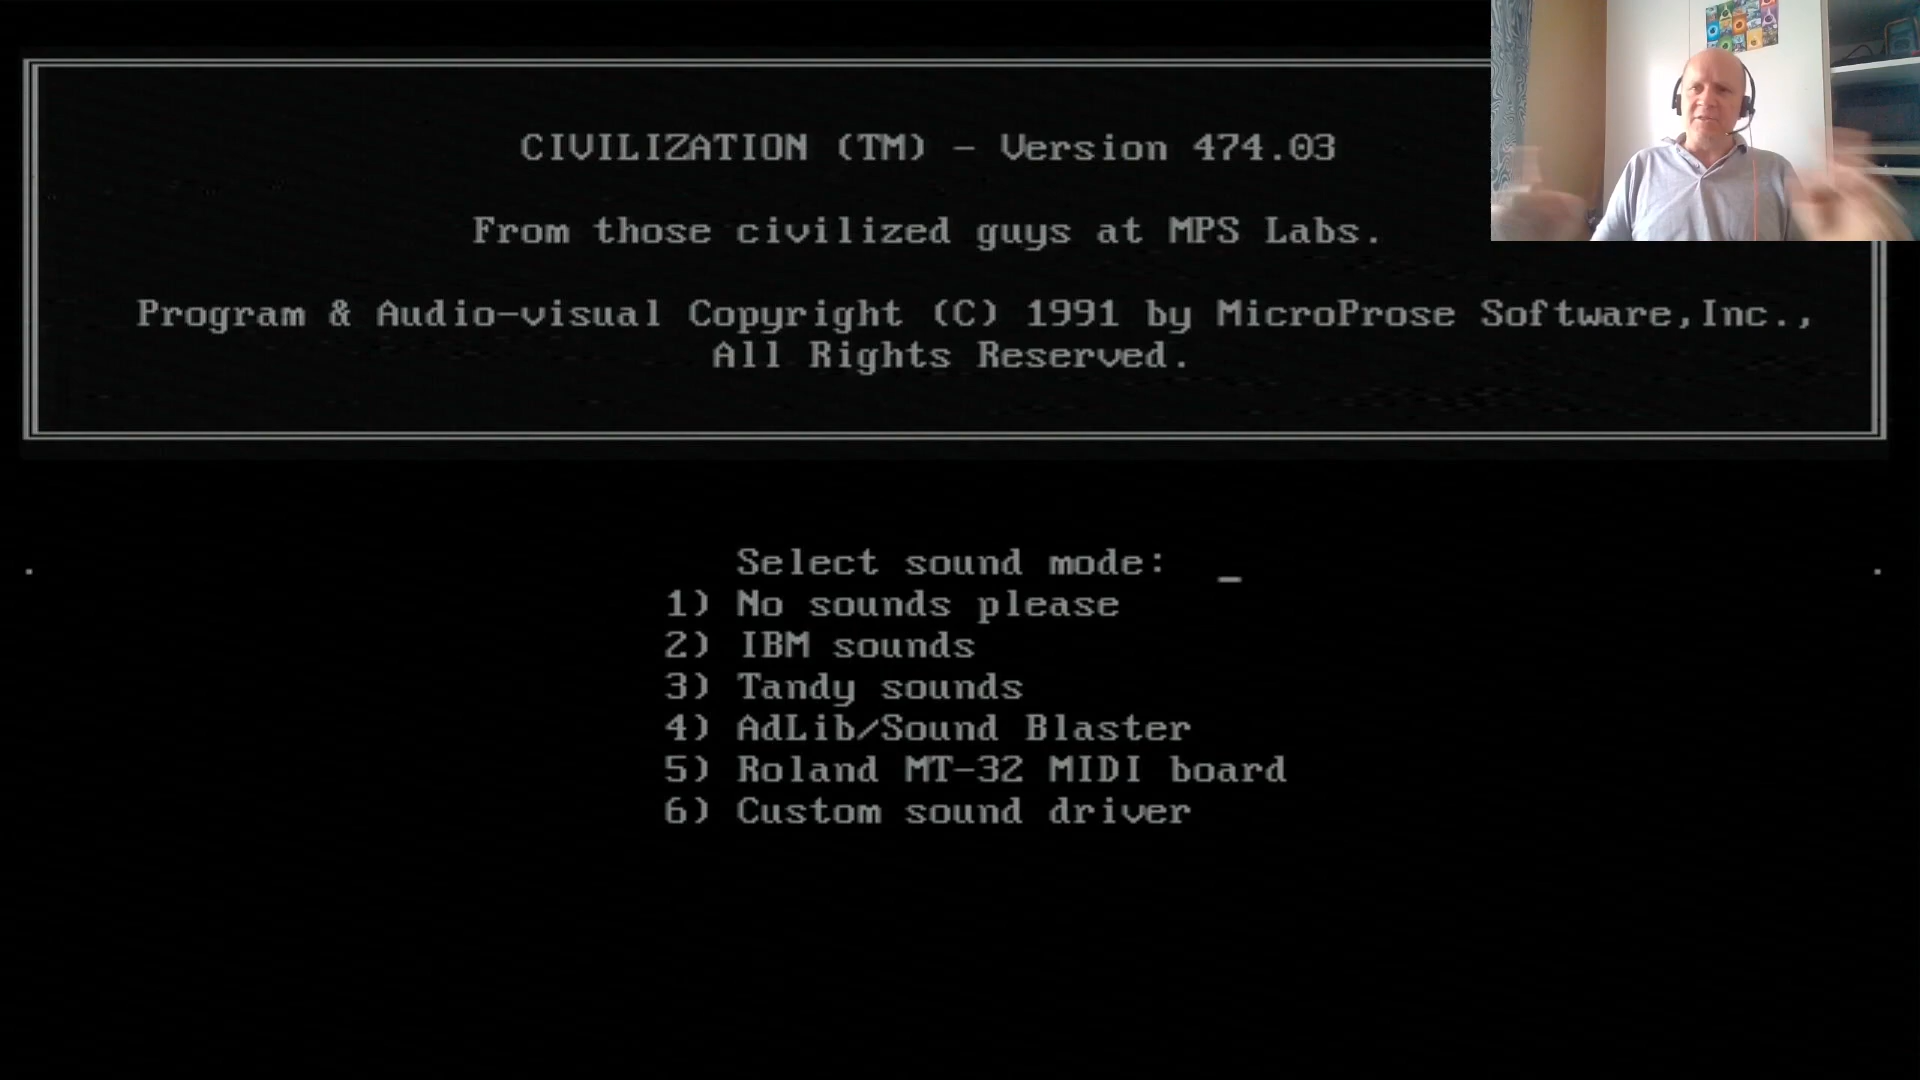 CIVILIZATION (TM) - Version 474.03
From those civilized guys at MPS Labs.
Program & Audio-visual Copyright (C) 1991 by MicroProse Software,Inc.,
All Rights Reserved.
Select sound mode: _
1) No sounds please
2) IBM sounds
3) Tandy sounds
4) AdLib/Sound Blaster
5) Roland MT-32 MIDI board
6) Custom sound driver